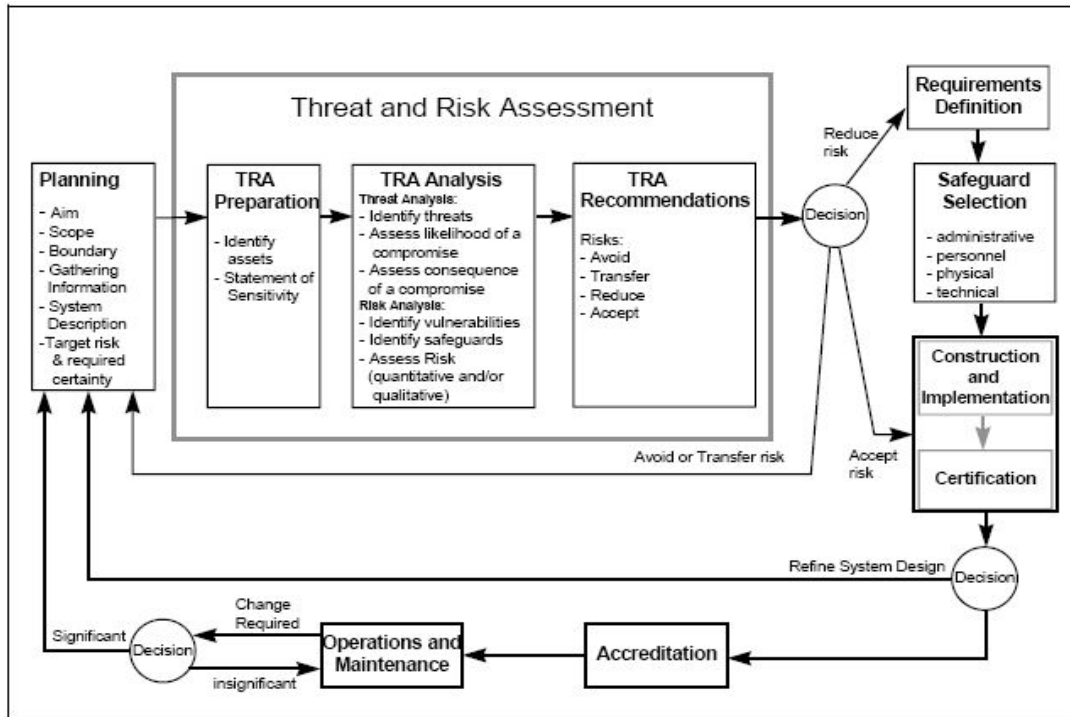 Threat and Risk Assessment
Planning
- Aim
- Scope
- Boundary
- Gathering
Information
- System
Description
-Target risk
& required
certainty
TRA
Preparation
- Identify
assets
- Statement of
Sensitivity
TRA Analysis
Threat Analysis:
- Identify threats
- Assess likelihood of a
compromise
- Assess consequence
of a compromise
Risk Analysis:
- Identify vulnerabilities
- Identify safeguards
- Assess Risk
(quantitative and/or
qualitative)
TRA
Recommendations
Risks:
- Avoid
- Transfer
- Reduce
- Accept
Decision
Reduce
risk
Requirements
Definition
Safeguard
Selection
- administrative
- personnel
- physical
- technical
Construction
and
Implementation
Certification
Accept
risk
Avoid or Transfer risk
Decision
Refine System Design
Accreditation
Operations and
Maintenance
Change
Required
Decision
insignificant
Significant